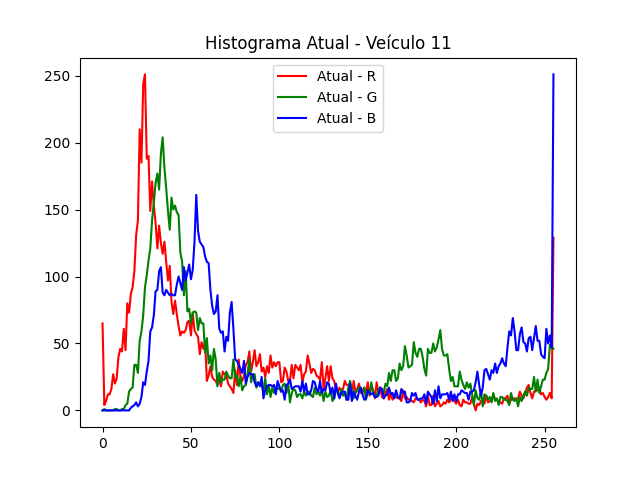 Histograma Atual - Veículo 11
Atual - R
Atual - G
Atual - B
250
200
150
100
50
0
0 50 100 150 200 250